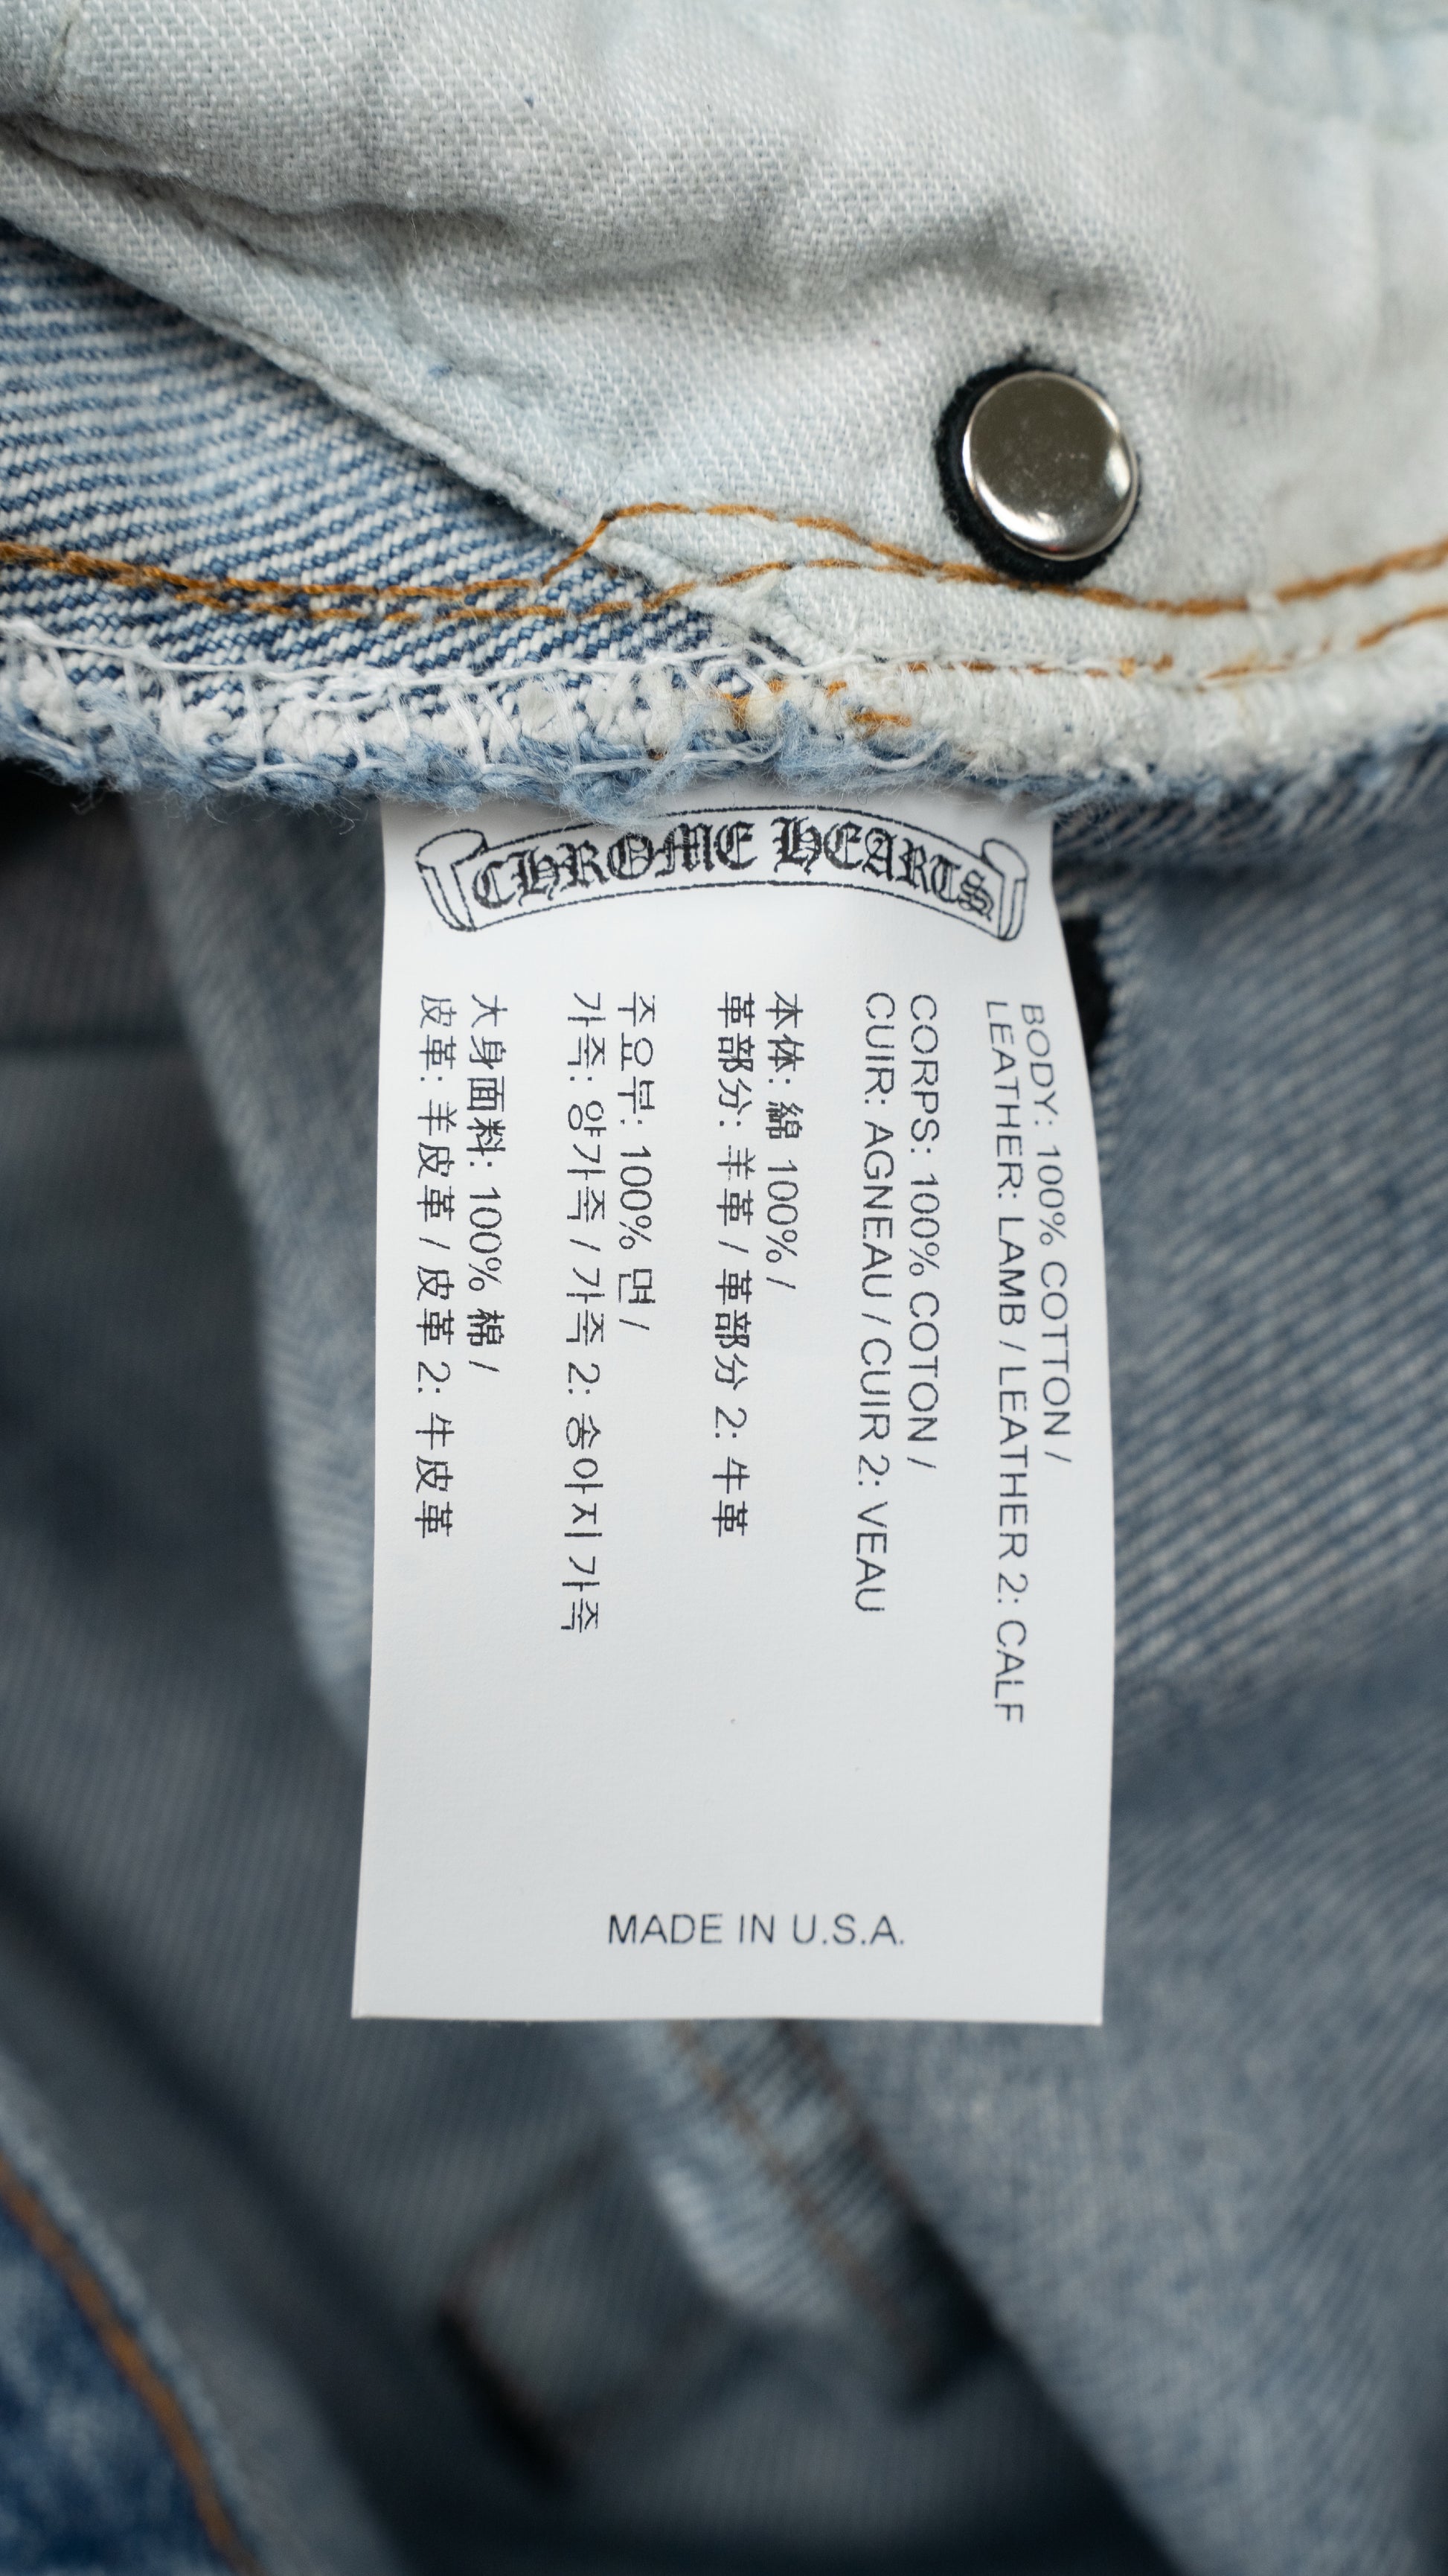 CHROME HEARTS
BODY: 100% COTTON /
LEATHER: LAMB / LEATHER 2: CALF
CORPS: 100% COTON /
CUIR: AGNEAU / CUIR 2: VEAU
本体: 綿 100% /
革部分: 羊革 / 革部分 2: 牛革
주요부: 100% 면 /
가죽: 양가죽 / 가죽 2: 송아지 가죽
大身面料: 100% 棉 /
皮革: 羊皮革 / 皮革 2: 牛皮革
MADE IN U.S.A.